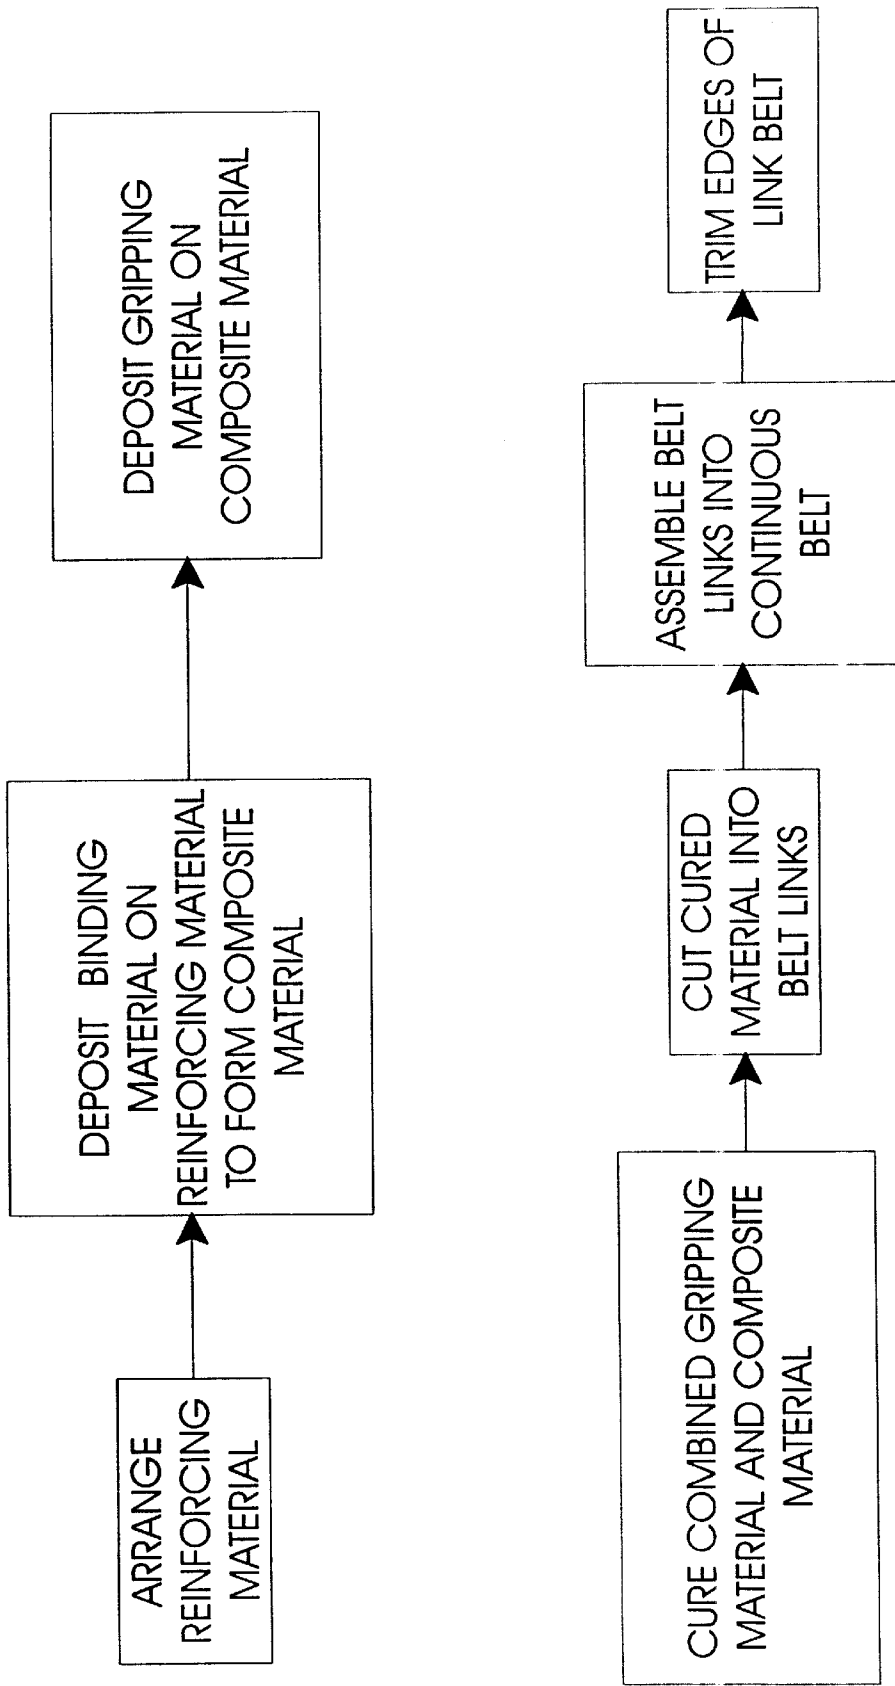 ARRANGE
REINFORCING
MATERIAL
DEPOSIT BINDING
MATERIAL ON
REINFORCING MATERIAL
TO FORM COMPOSITE
MATERIAL
DEPOSIT GRIPPING
MATERIAL ON
COMPOSITE MATERIAL
CURE COMBINED GRIPPING
MATERIAL AND COMPOSITE
MATERIAL
CUT CURED
MATERIAL INTO
BELT LINKS
ASSEMBLE BELT
LINKS INTO
CONTINUOUS
BELT
TRIM EDGES OF
LINK BELT